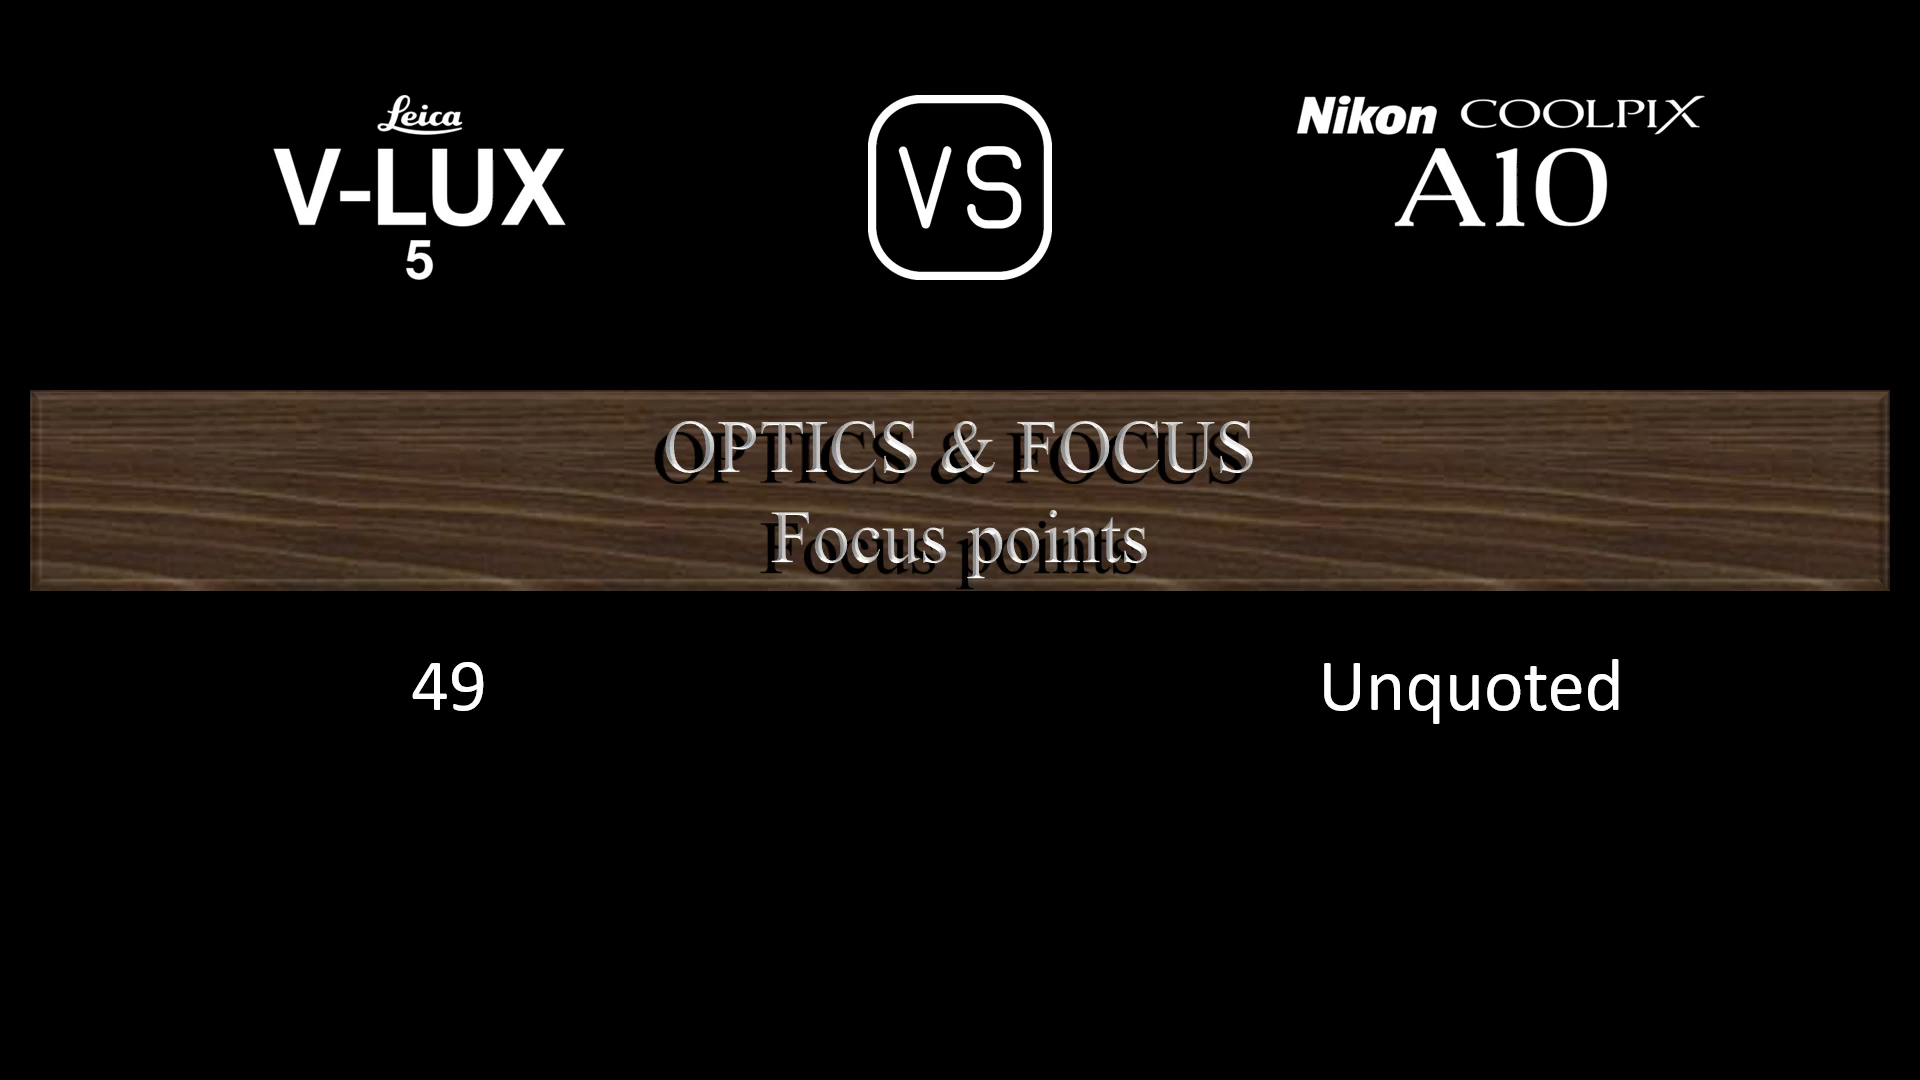 Leica
V-LUX
5
VS
Nikon COOLPIX
A10
OPTICS & FOCUS
Focus points
49
Unquoted